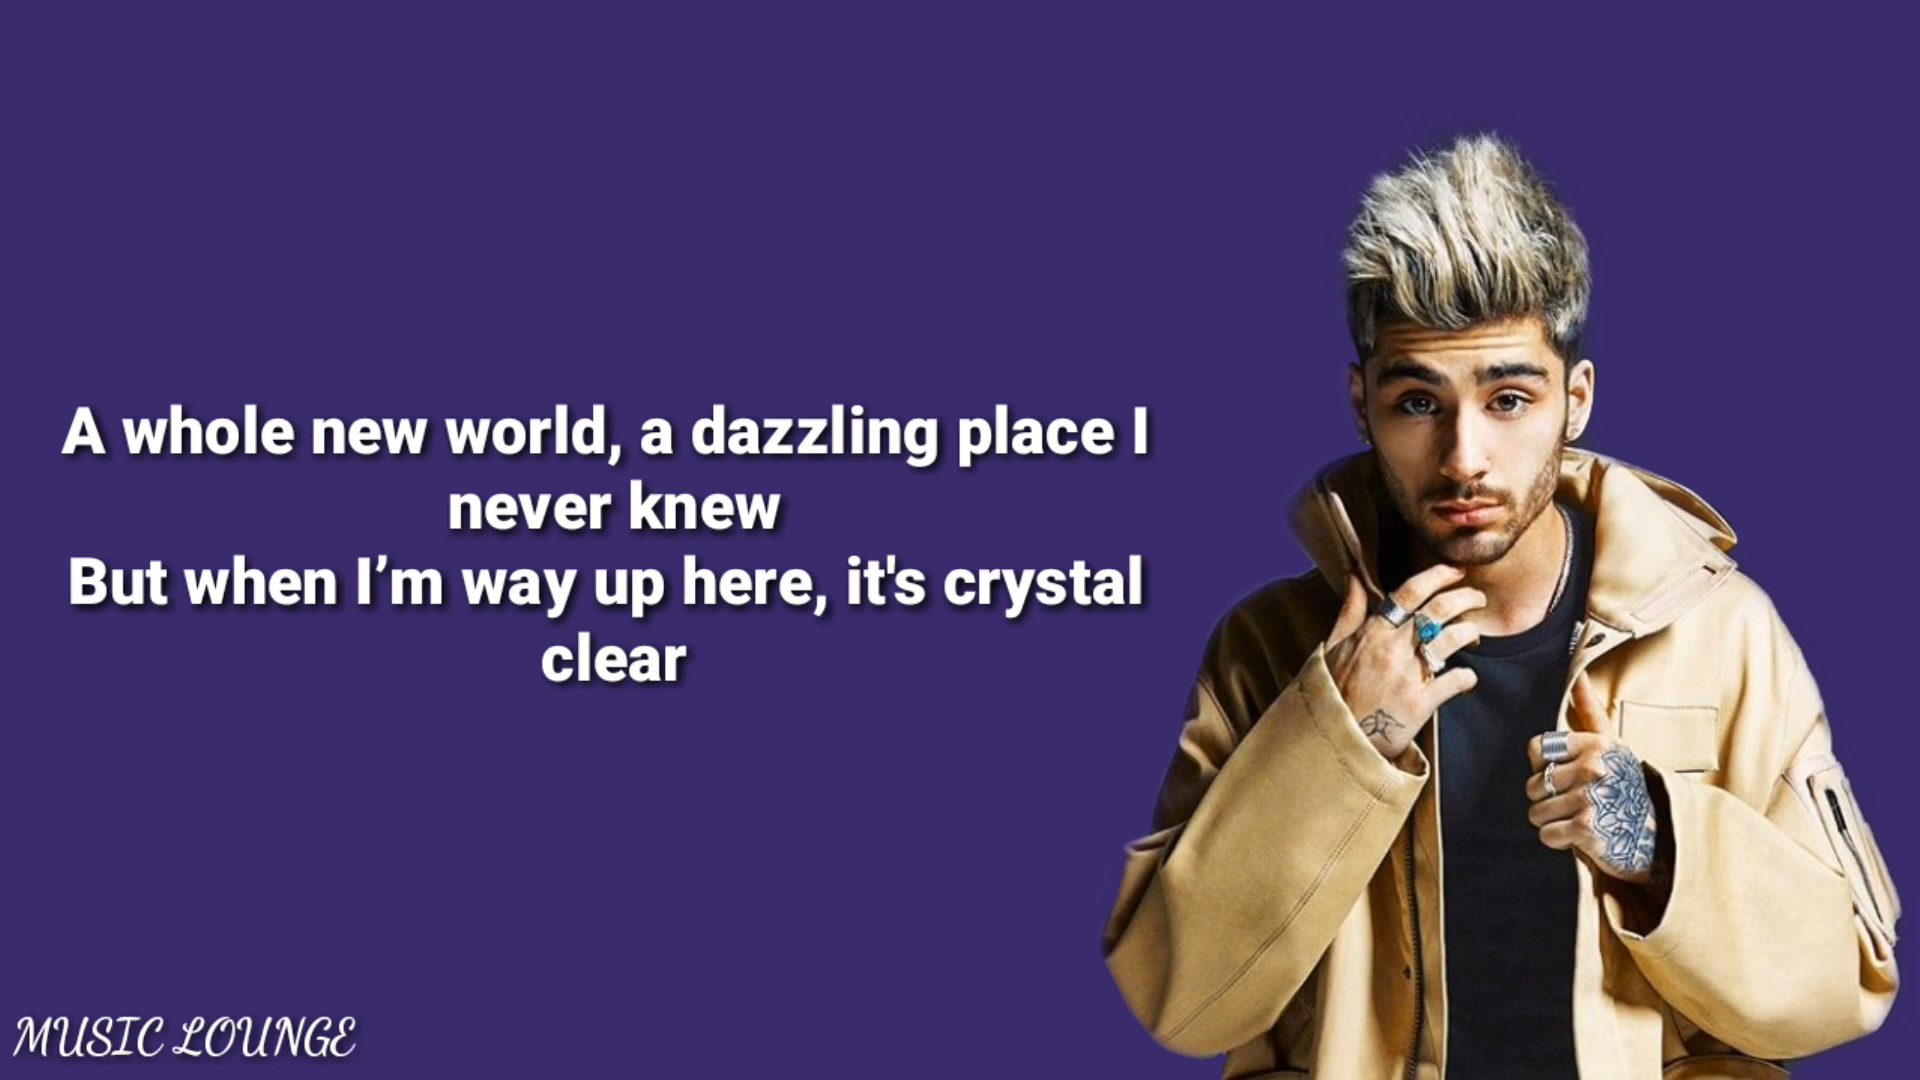 A whole new world, a dazzling place I
never knew
But when I’m way up here, it's crystal
clear
MUSIC LOUNGE